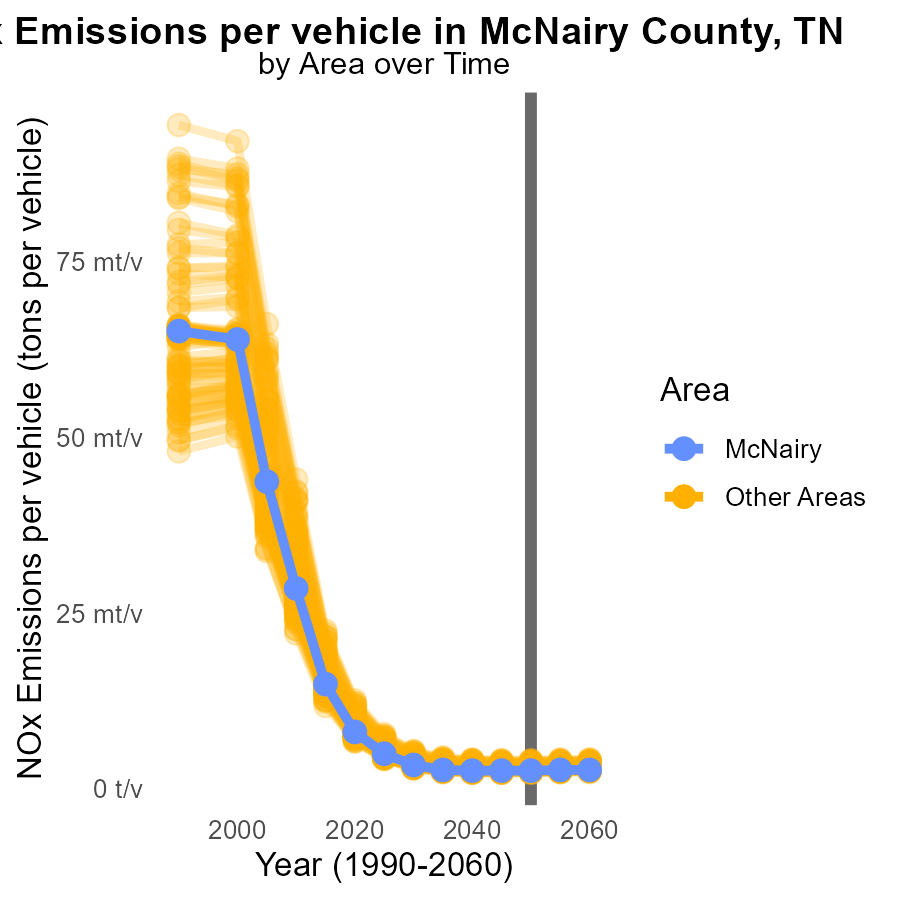 Emissions per vehicle in McNairy County, TN
by Area over Time
NOx Emissions per vehicle (tons per vehicle)
75 mt/v
50 mt/v
25 mt/v
0 t/v
2000 2020 2040 2060
Year (1990-2060)
Area
McNairy
Other Areas